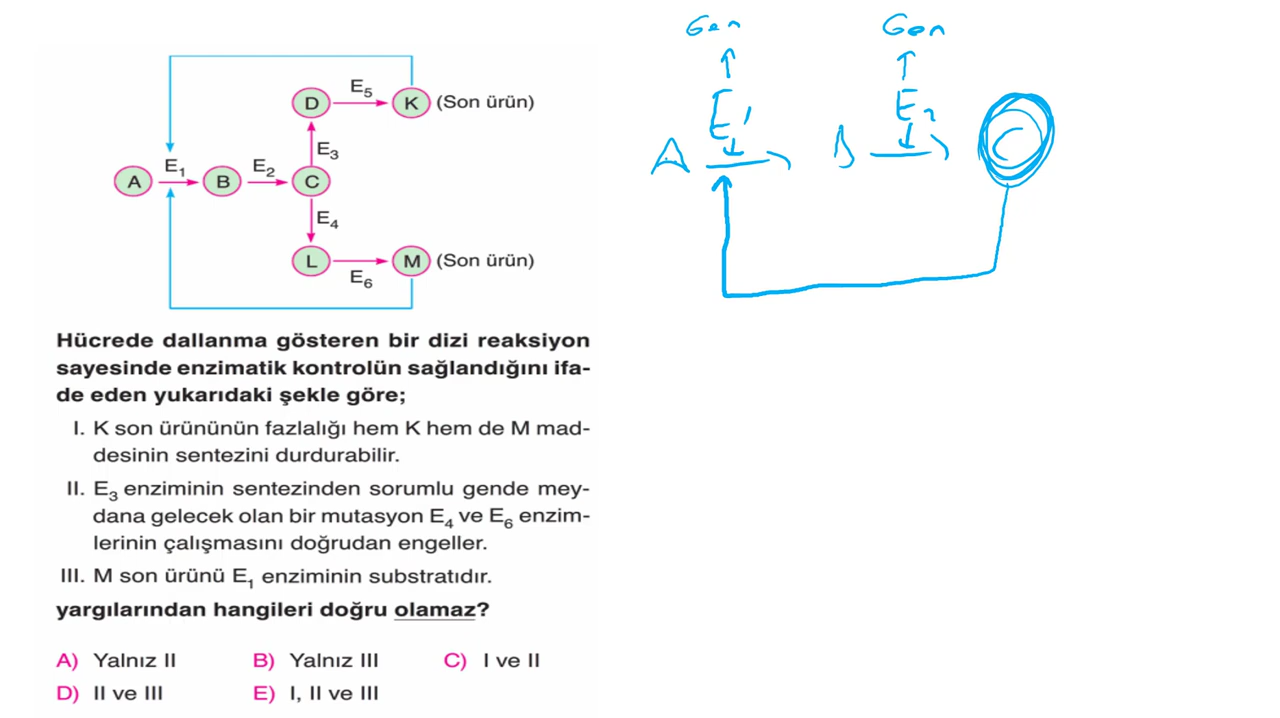 Gen Gen
E1 E2
A B C
E5
D K (Son ürün)
E3
E1 E2
A B C
E4
L M (Son ürün)
E6
Hücrede dallanma gösteren bir dizi reaksiyon
sayesinde enzimatik kontrolün sağlandığını ifa-
de eden yukarıdaki şekle göre;
I. K son ürününün fazlalığı hem K hem de M mad-
desinin sentezini durdurabilir.
II. E3 enziminin sentezinden sorumlu gende mey-
dana gelecek olan bir mutasyon E4 ve E6 enzim-
lerinin çalışmasını doğrudan engeller.
III. M son ürünü E1 enziminin substratıdır.
yargılarından hangileri doğru olamaz?
A) Yalnız II B) Yalnız III C) I ve II
D) II ve III E) I, II ve III